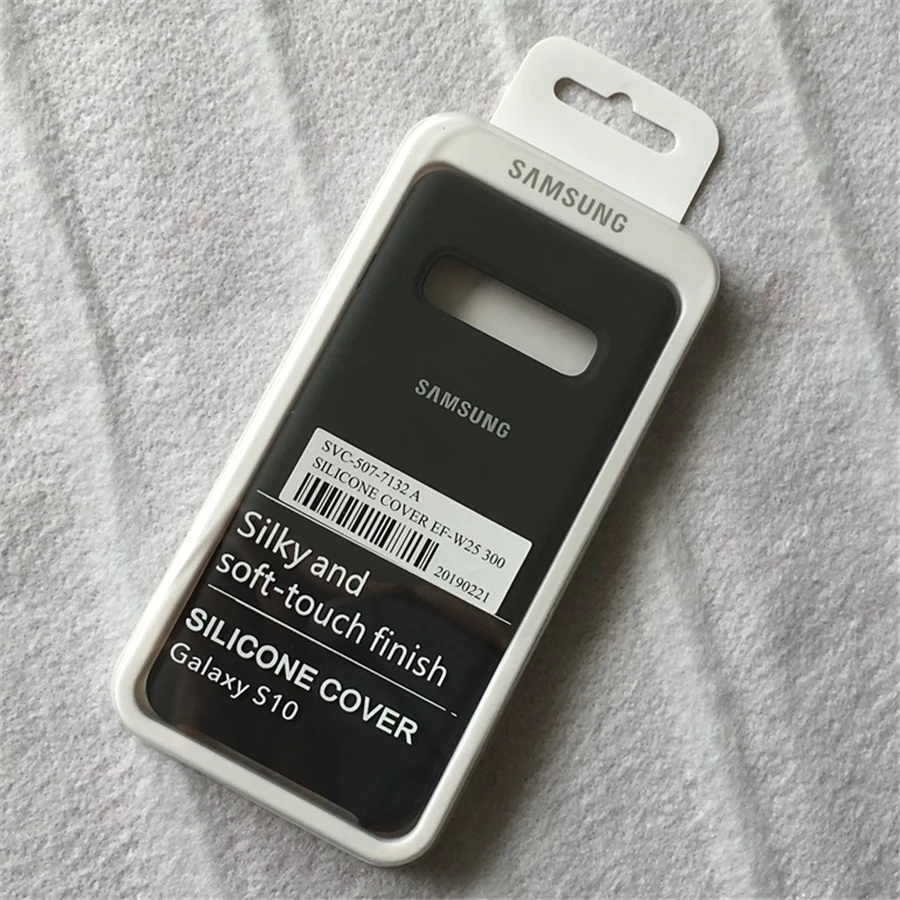 SAMSUNG
SAMSUNG
SVC-507-7132 A
SILICONE COVER EF-W25 300
20190221
Silky and
soft-touch finish
SILICONE COVER
Galaxy S10